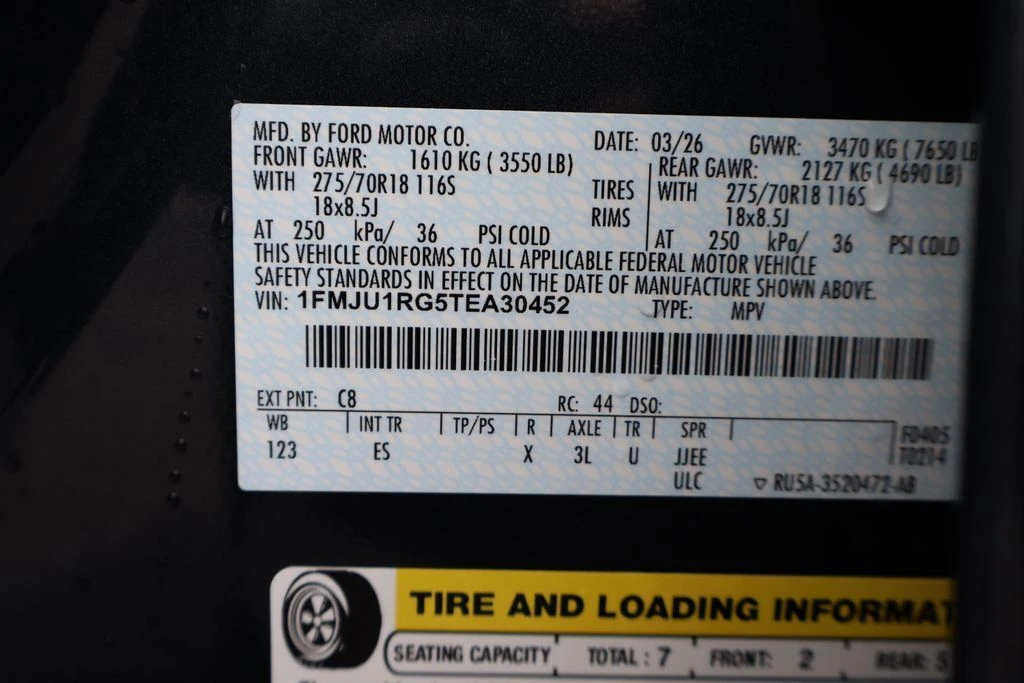 MFD. BY FORD MOTOR CO. DATE: 03/26 GVWR: 3470 KG ( 7650 LB
FRONT GAWR: 1610 KG ( 3550 LB) REAR GAWR: 2127 KG ( 4690 LB)
WITH 275/70R18 116S TIRES WITH 275/70R18 116S
18x8.5J RIMS 18x8.5J
AT 250 kPa/ 36 PSI COLD AT 250 kPa/ 36 PSI COLD
THIS VEHICLE CONFORMS TO ALL APPLICABLE FEDERAL MOTOR VEHICLE
SAFETY STANDARDS IN EFFECT ON THE DATE OF MANUFACTURE SHOWN ABOVE.
VIN: 1FMJU1RG5TEA30452 TYPE: MPV
EXT PNT: C8 RC: 44 DSO:
WB INT TR TP/PS R AXLE TR SPR F0405
123 ES X 3L U JJEE T0214
ULC ▽ RU5A-3520472-AB
TIRE AND LOADING INFORMAT
SEATING CAPACITY TOTAL : 7 FRONT: 2 REAR: 5